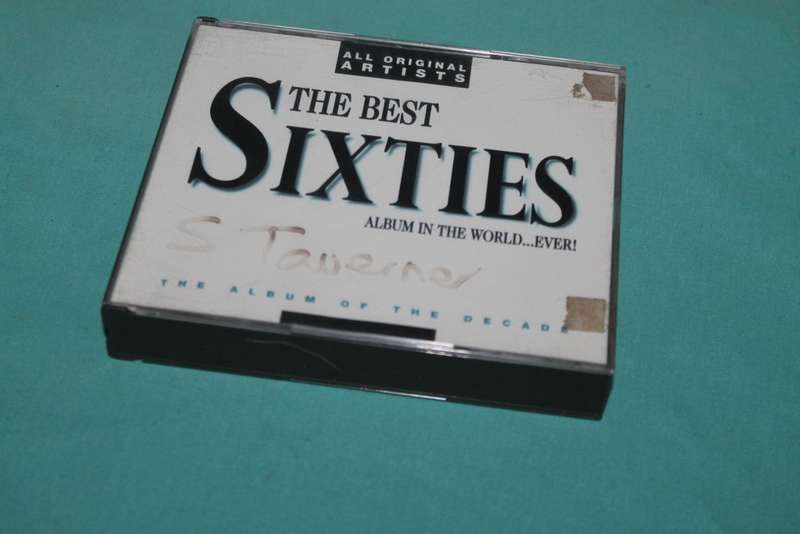 ALL ORIGINAL
ARTISTS
THE BEST
SIXTIES
ALBUM IN THE WORLD...EVER!
S Taverner
THE ALBUM OF THE DECADE